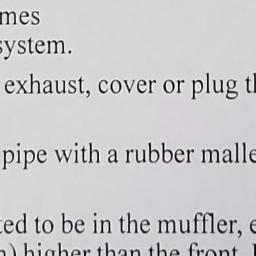 mes
system.
exhaust, cover or plug th
pipe with a rubber malle
ted to be in the muffler, e
n) higher than the front. I